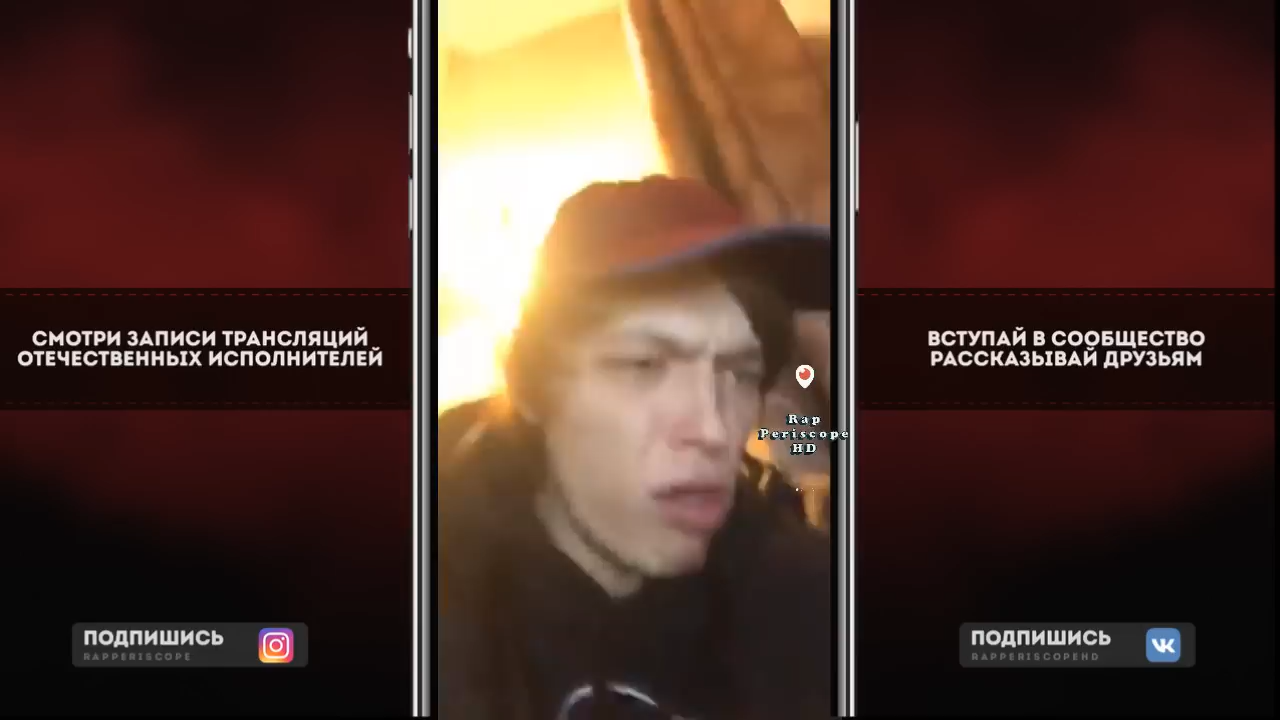 СМОТРИ ЗАПИСИ ТРАНСЛЯЦИЙ
ОТЕЧЕСТВЕННЫХ ИСПОЛНИТЕЛЕЙ
ПОДПИШИСЬ
RAPPERISCOPE
Rap
Periscope
HD
ВСТУПАЙ В СООБЩЕСТВО
РАССКАЗЫВАЙ ДРУЗЬЯМ
ПОДПИШИСЬ
RAPPERISCOPEHD